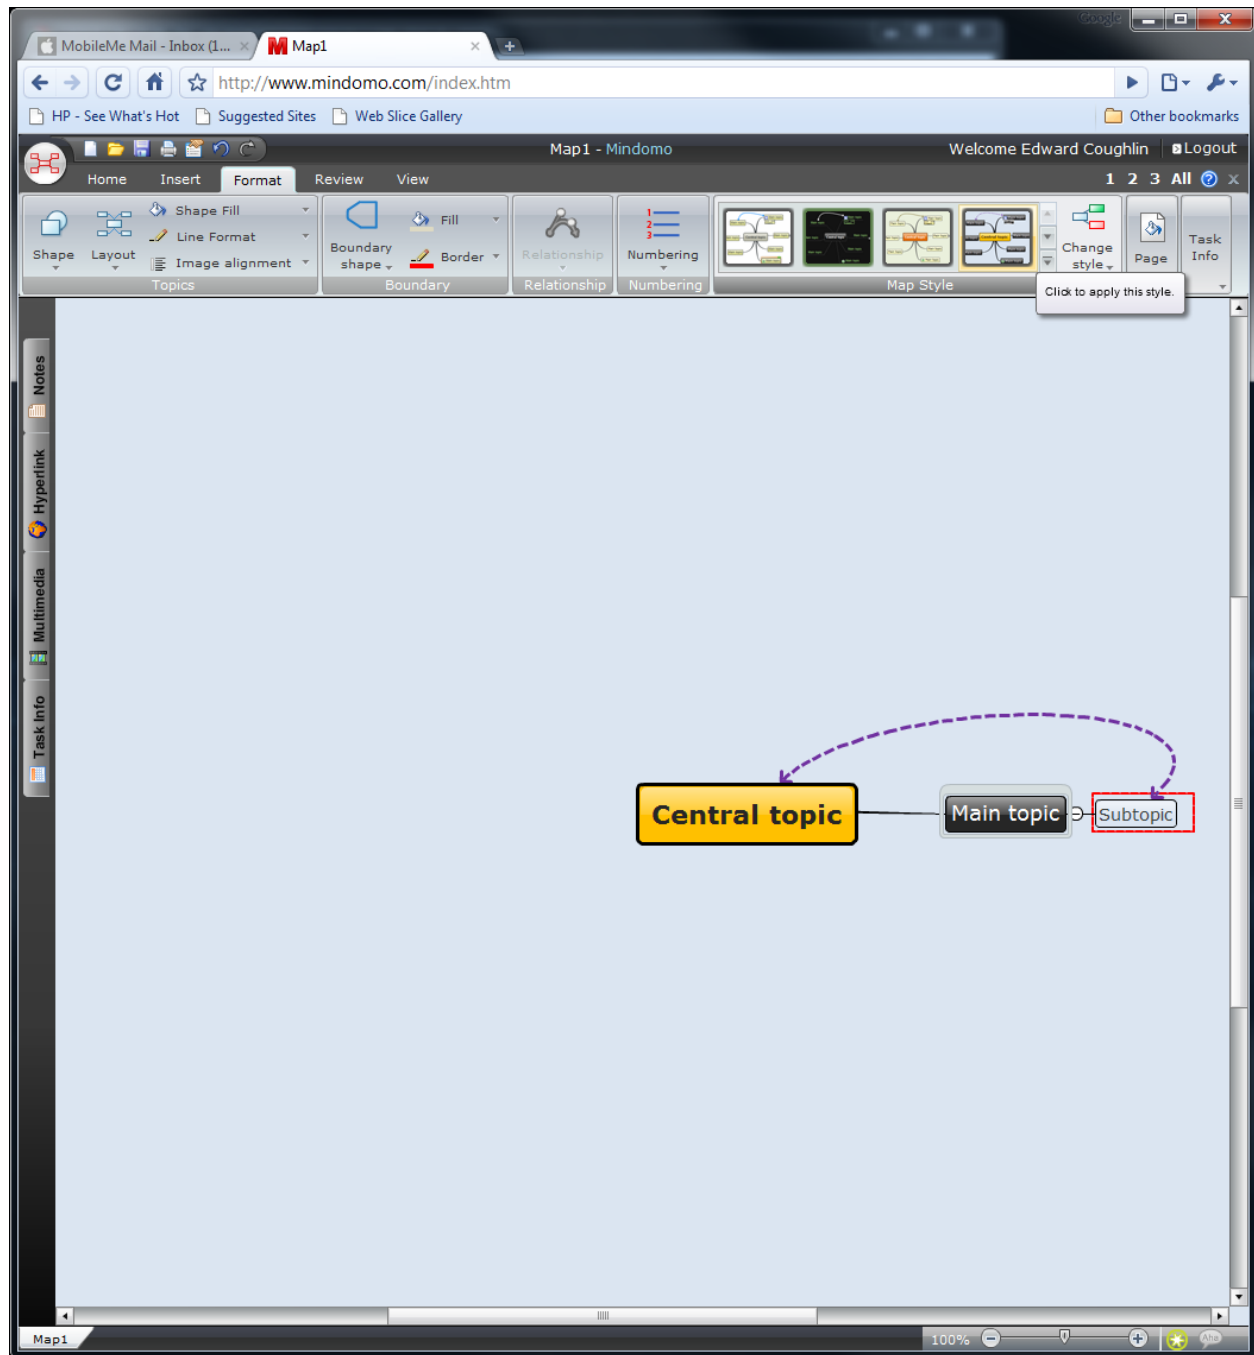 Google
MobileMe Mail - Inbox (1... Map1
http://www.mindomo.com/index.htm
HP - See What's Hot Suggested Sites Web Slice Gallery Other bookmarks
Map1 - Mindomo Welcome Edward Coughlin Logout
Home Insert Format Review View 1 2 3 All ? x
Shape Layout Shape Fill Line Format Image alignment
Boundary shape Fill Border
Relationship
Numbering
Change style
Page
Task Info
Topics Boundary Relationship Numbering Map Style
Click to apply this style.
Notes
Hyperlink
Multimedia
Task Info
Central topic Main topic Subtopic
Map1 100%